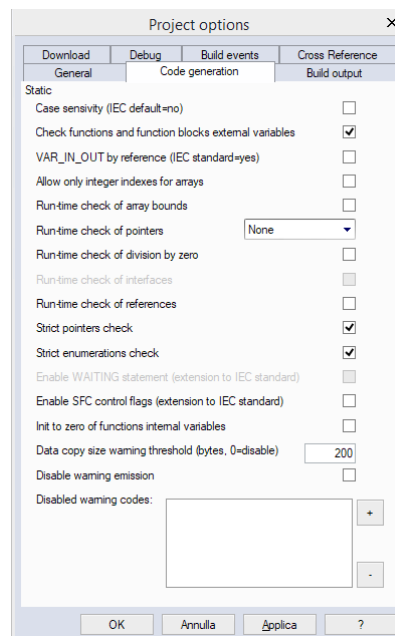 Project options ×
Download Debug Build events Cross Reference
General Code generation Build output
Static
Case sensivity (IEC default=no)
Check functions and function blocks external variables
VAR_IN_OUT by reference (IEC standard=yes)
Allow only integer indexes for arrays
Run-time check of array bounds
Run-time check of pointers None
Run-time check of division by zero
Run-time check of interfaces
Run-time check of references
Strict pointers check
Strict enumerations check
Enable WAITING statement (extension to IEC standard)
Enable SFC control flags (extension to IEC standard)
Init to zero of functions internal variables
Data copy size warning threshold (bytes, 0=disable) 200
Disable warning emission
Disabled warning codes:
+
-
OK Annulla Applica ?